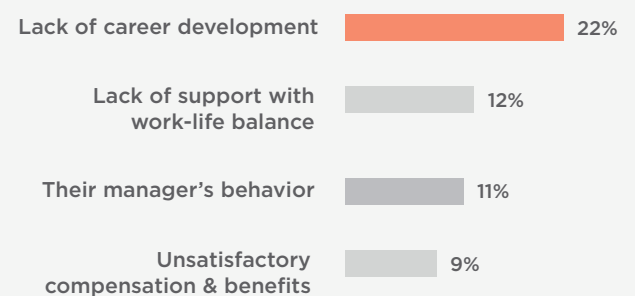 Lack of career development 22%
Lack of support with
work-life balance 12%
Their manager’s behavior 11%
Unsatisfactory
compensation & benefits 9%